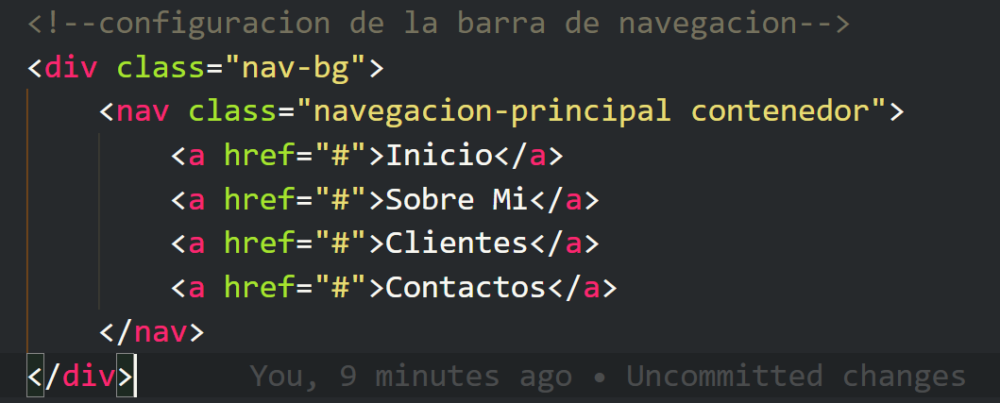 <!--configuracion de la barra de navegacion-->
<div class="nav-bg">
<nav class="navegacion-principal contenedor">
<a href="#">Inicio</a>
<a href="#">Sobre Mi</a>
<a href="#">Clientes</a>
<a href="#">Contactos</a>
</nav>
</div> You, 9 minutes ago • Uncommitted changes